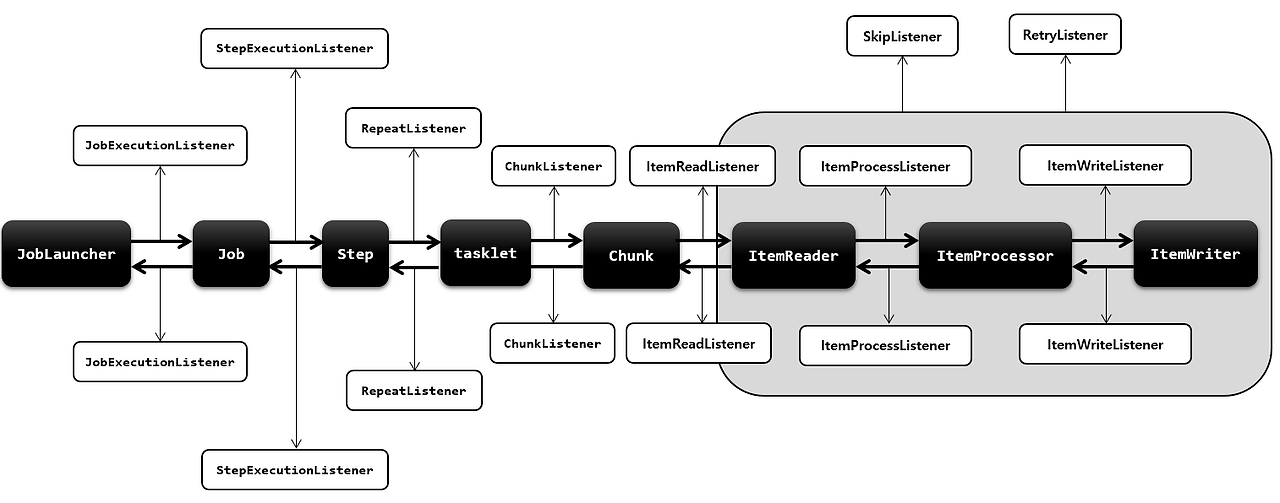 SkipListener
RetryListener
StepExecutionListener
RepeatListener
JobExecutionListener
ChunkListener
ItemReadListener
ItemProcessListener
ItemWriteListener
JobLauncher
Job
Step
tasklet
Chunk
ItemReader
ItemProcessor
ItemWriter
ChunkListener
ItemReadListener
ItemProcessListener
ItemWriteListener
JobExecutionListener
RepeatListener
StepExecutionListener